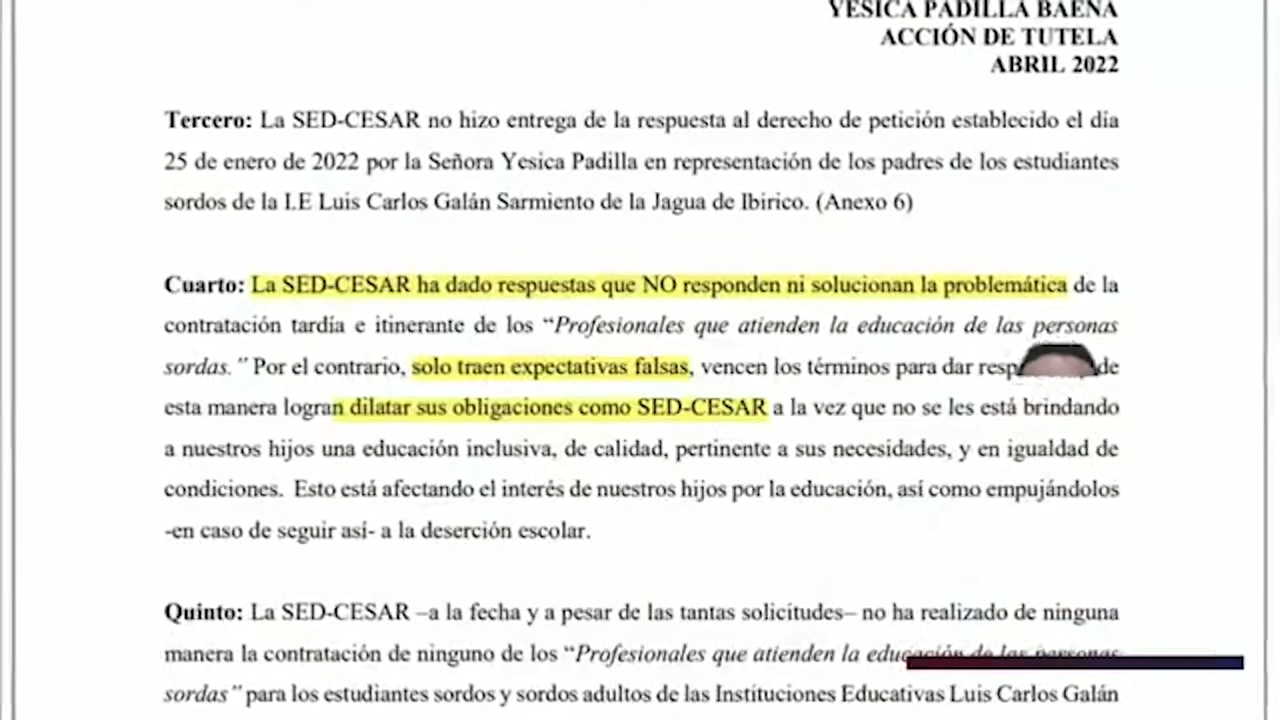 YESICA PADILLA BAENA
ACCIÓN DE TUTELA
ABRIL 2022
Tercero: La SED-CESAR no hizo entrega de la respuesta al derecho de petición establecido el dia
25 de enero de 2022 por la Señora Yesica Padilla en representación de los padres de los estudiantes
sordos de la I.E Luis Carlos Galán Sarmiento de la Jagua de Ibirico. (Anexo 6)
Cuarto: La SED-CESAR ha dado respuestas que NO responden ni solucionan la problemática de la
contratación tardía e itinerante de los “Profesionales que atienden la educación de las personas
sordas.” Por el contrario, solo traen expectativas falsas, vencen los términos para dar de
esta manera logran dilatar sus obligaciones como SED-CESAR a la vez que no se les está brindando
a nuestros hijos una educación inclusiva, de calidad, pertinente a sus necesidades, y en igualdad de
condiciones. Esto está afectando el interés de nuestros hijos por la educación, así como empujándolos
-en caso de seguir así- a la deserción escolar.
Quinto: La SED-CESAR –a la fecha y a pesar de las tantas solicitudes– no ha realizado de ninguna
manera la contratación de ninguno de los “Profesionales que atienden la educación de las personas
sordas” para los estudiantes sordos y sordos adultos de las Instituciones Educativas Luis Carlos Galán